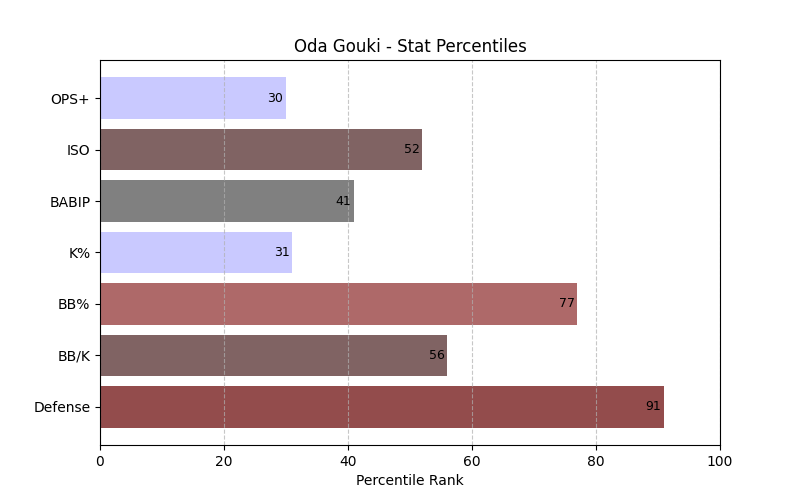 Oda Gouki - Stat Percentiles
OPS+ 30
ISO 52
BABIP 41
K% 31
BB% 77
BB/K 56
Defense 91
0 20 40 60 80 100
Percentile Rank